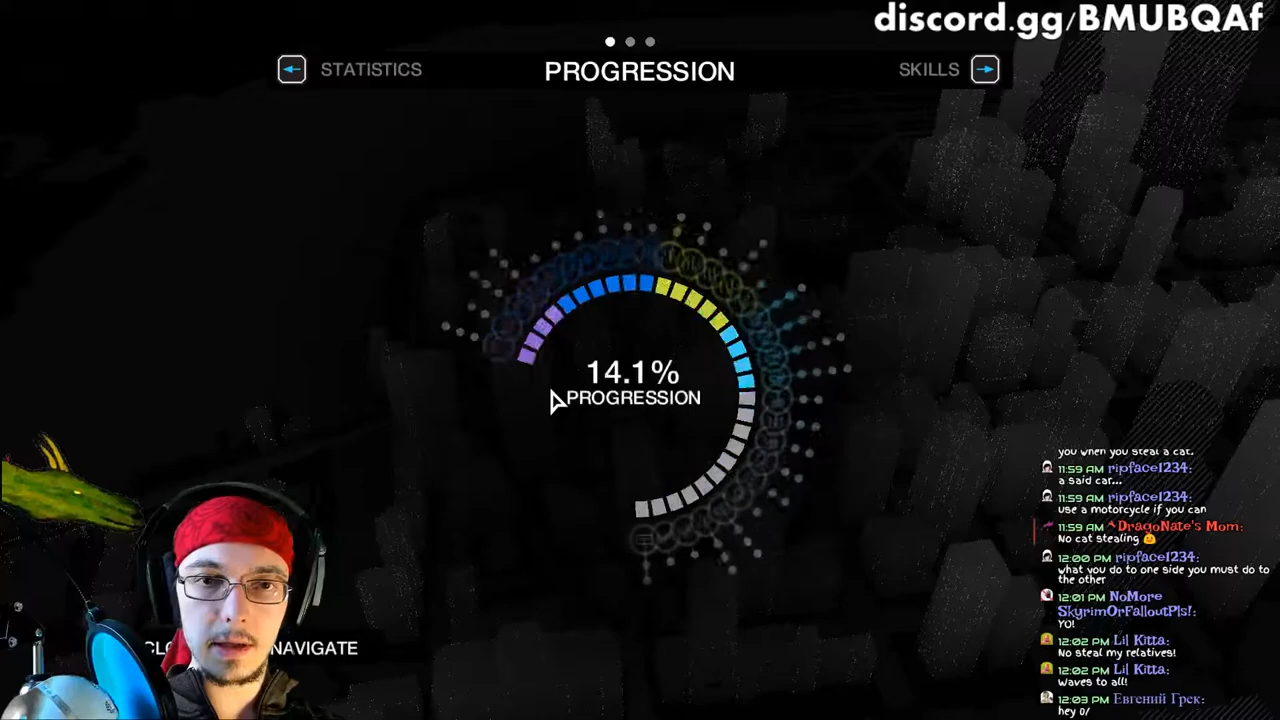 discord.gg/BMUBQAf
STATISTICS
PROGRESSION
SKILLS
14.1%
PROGRESSION
NAVIGATE
you when you steal a cat.
11:59 AM ripface1234:
a said car...
11:59 AM ripface1234:
use a motorcycle if you can
11:59 AM DragoNate's Mom:
No cat stealing
12:00 PM ripface1234:
what you do to one side you must do to
the other
12:01 PM NoMore
SkyrimOrFalloutPls!:
YO!
12:02 PM Lil Kitta:
No steal my relatives!
12:02 PM Lil Kitta:
waves to all!
12:03 PM Евгений Грек:
hey o/